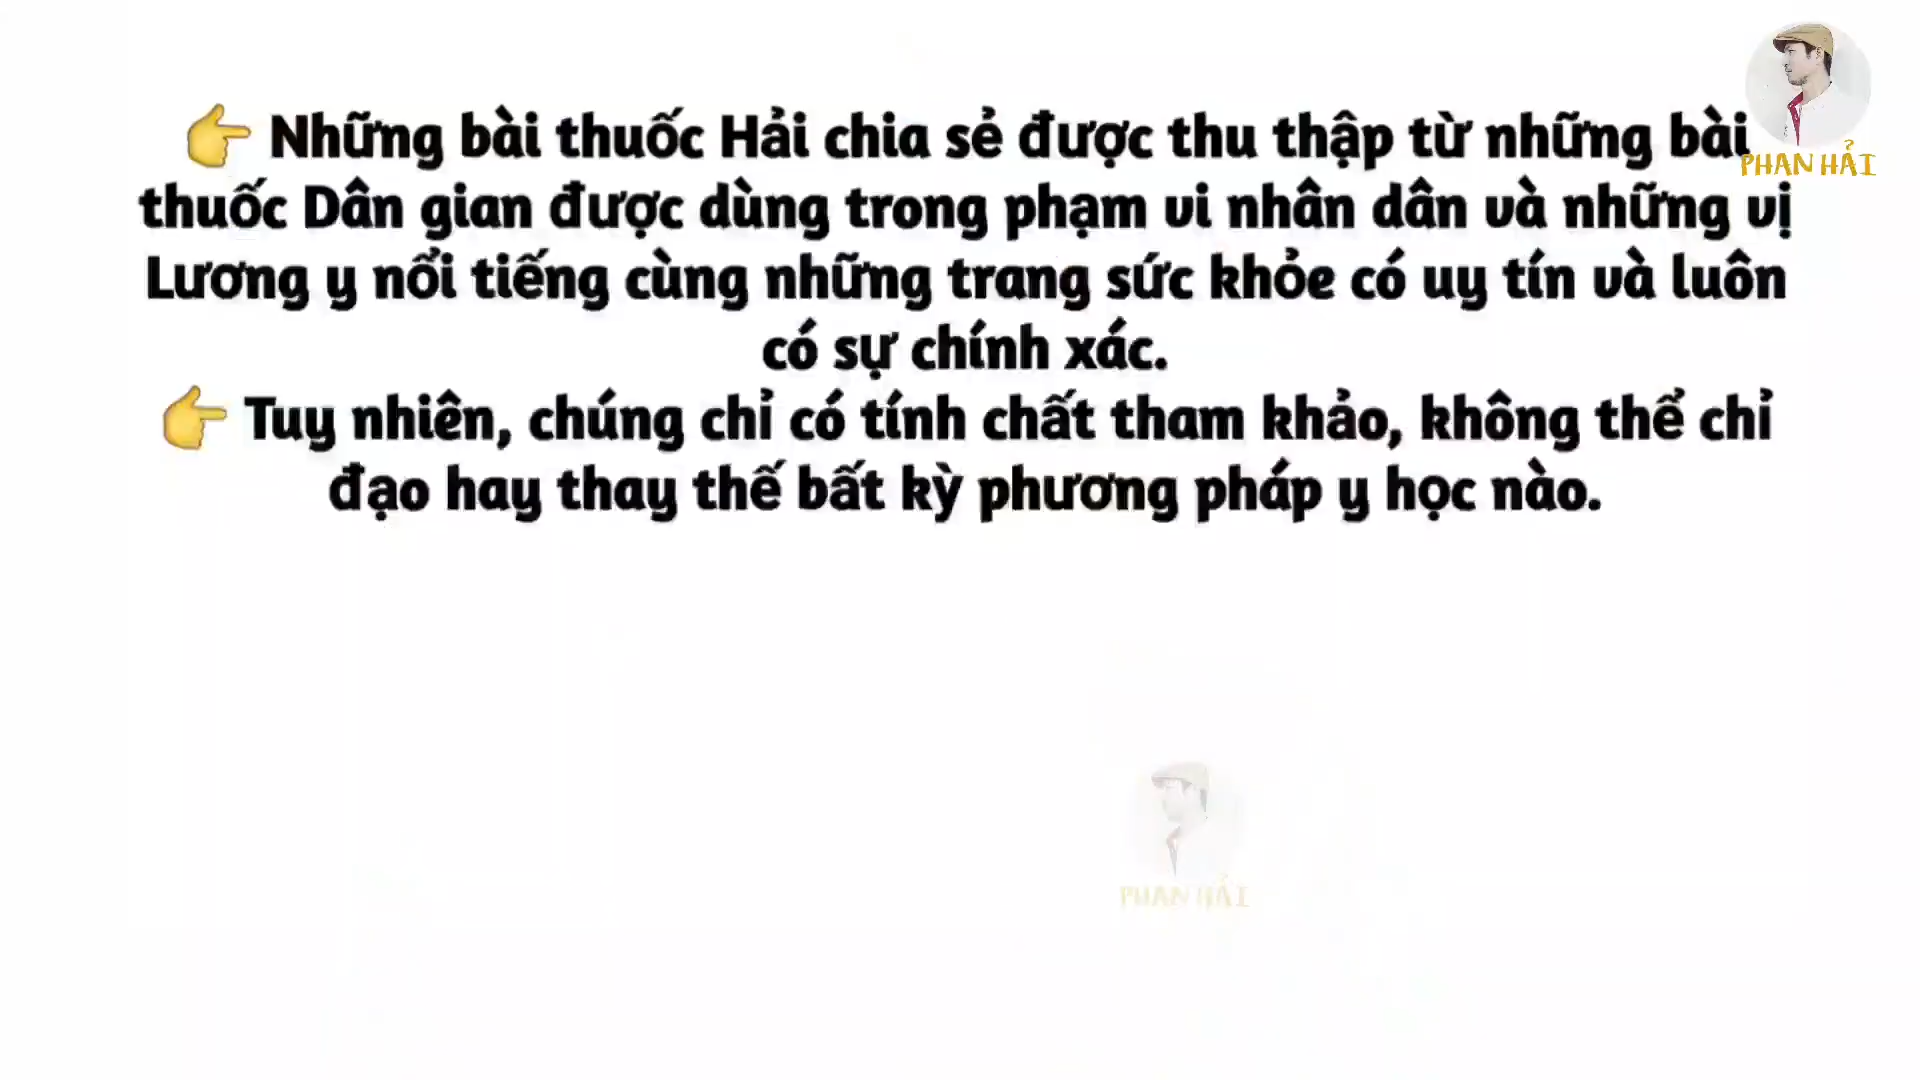 👉 Những bài thuốc Hải chia sẻ được thu thập từ những bài
thuốc Dân gian được dùng trong phạm vi nhân dân và những vị
Lương y nổi tiếng cùng những trang sức khỏe có uy tín và luôn
có sự chính xác.
👉 Tuy nhiên, chúng chỉ có tính chất tham khảo, không thể chỉ
đạo hay thay thế bất kỳ phương pháp y học nào.
PHAN HẢI
PHAN HẢI